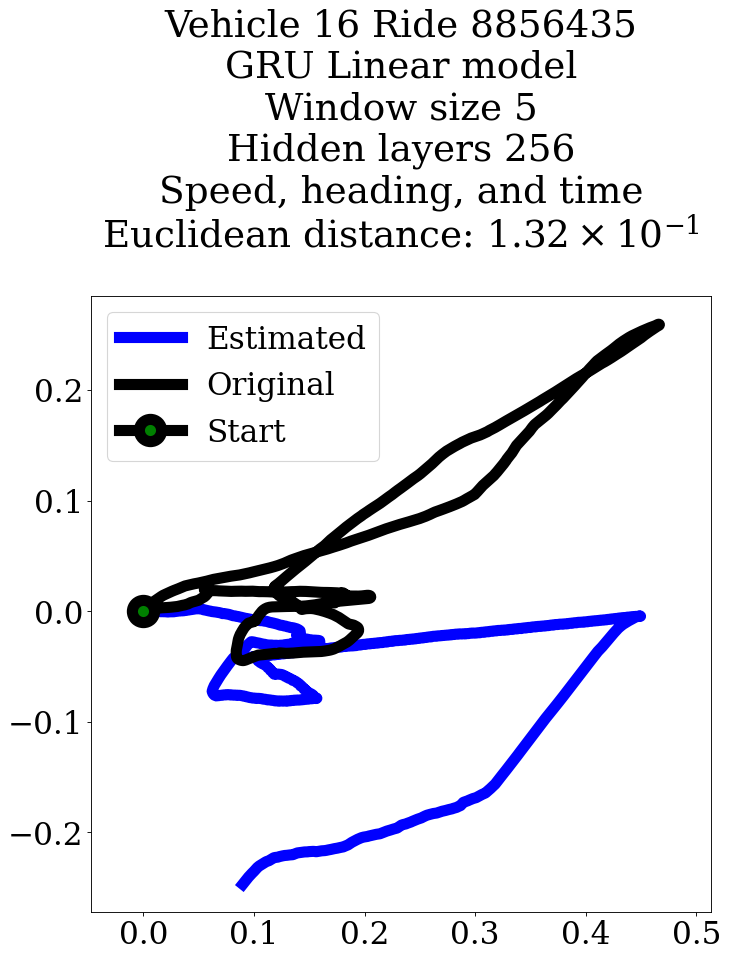 Vehicle 16 Ride 8856435
GRU Linear model
Window size 5
Hidden layers 256
Speed, heading, and time
Euclidean distance: 1.32 × 10⁻¹
Estimated
Original
Start
0.2
0.1
0.0
−0.1
−0.2
0.0 0.1 0.2 0.3 0.4 0.5